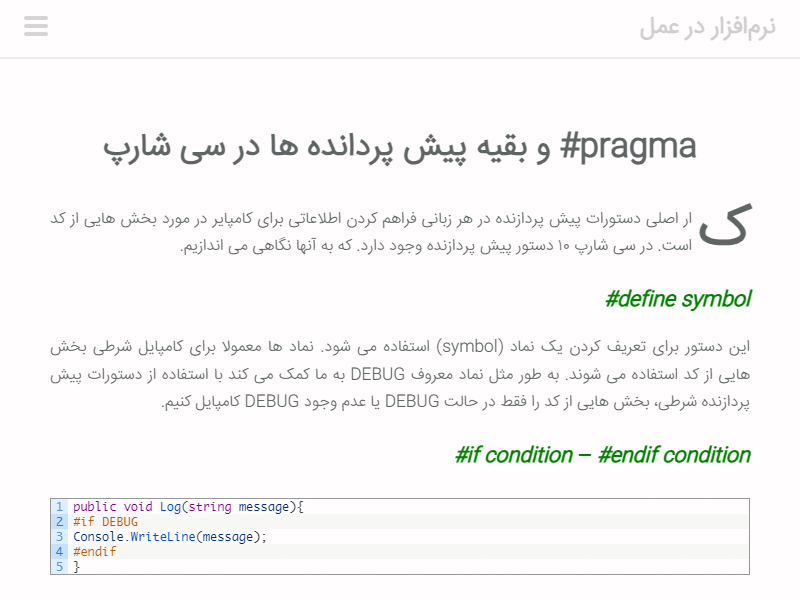 نرم‌افزار در عمل
#pragma و بقیه پیش پردانده ها در سی شارپ
کار اصلی دستورات پیش پردازنده در هر زبانی فراهم کردن اطلاعاتی برای کامپایر در مورد بخش هایی از کد
است. در سی شارپ ۱۰ دستور پیش پردازنده وجود دارد. که به آنها نگاهی می اندازیم.
#define symbol
این دستور برای تعریف کردن یک نماد (symbol) استفاده می شود. نماد ها معمولا برای کامپایل شرطی بخش
هایی از کد استفاده می شوند. به طور مثل نماد معروف DEBUG به ما کمک می کند با استفاده از دستورات پیش
پردازنده شرطی، بخش هایی از کد را فقط در حالت DEBUG یا عدم وجود DEBUG کامپایل کنیم.
#if condition – #endif condition
1 public void Log(string message){
2 #if DEBUG
3 Console.WriteLine(message);
4 #endif
5 }